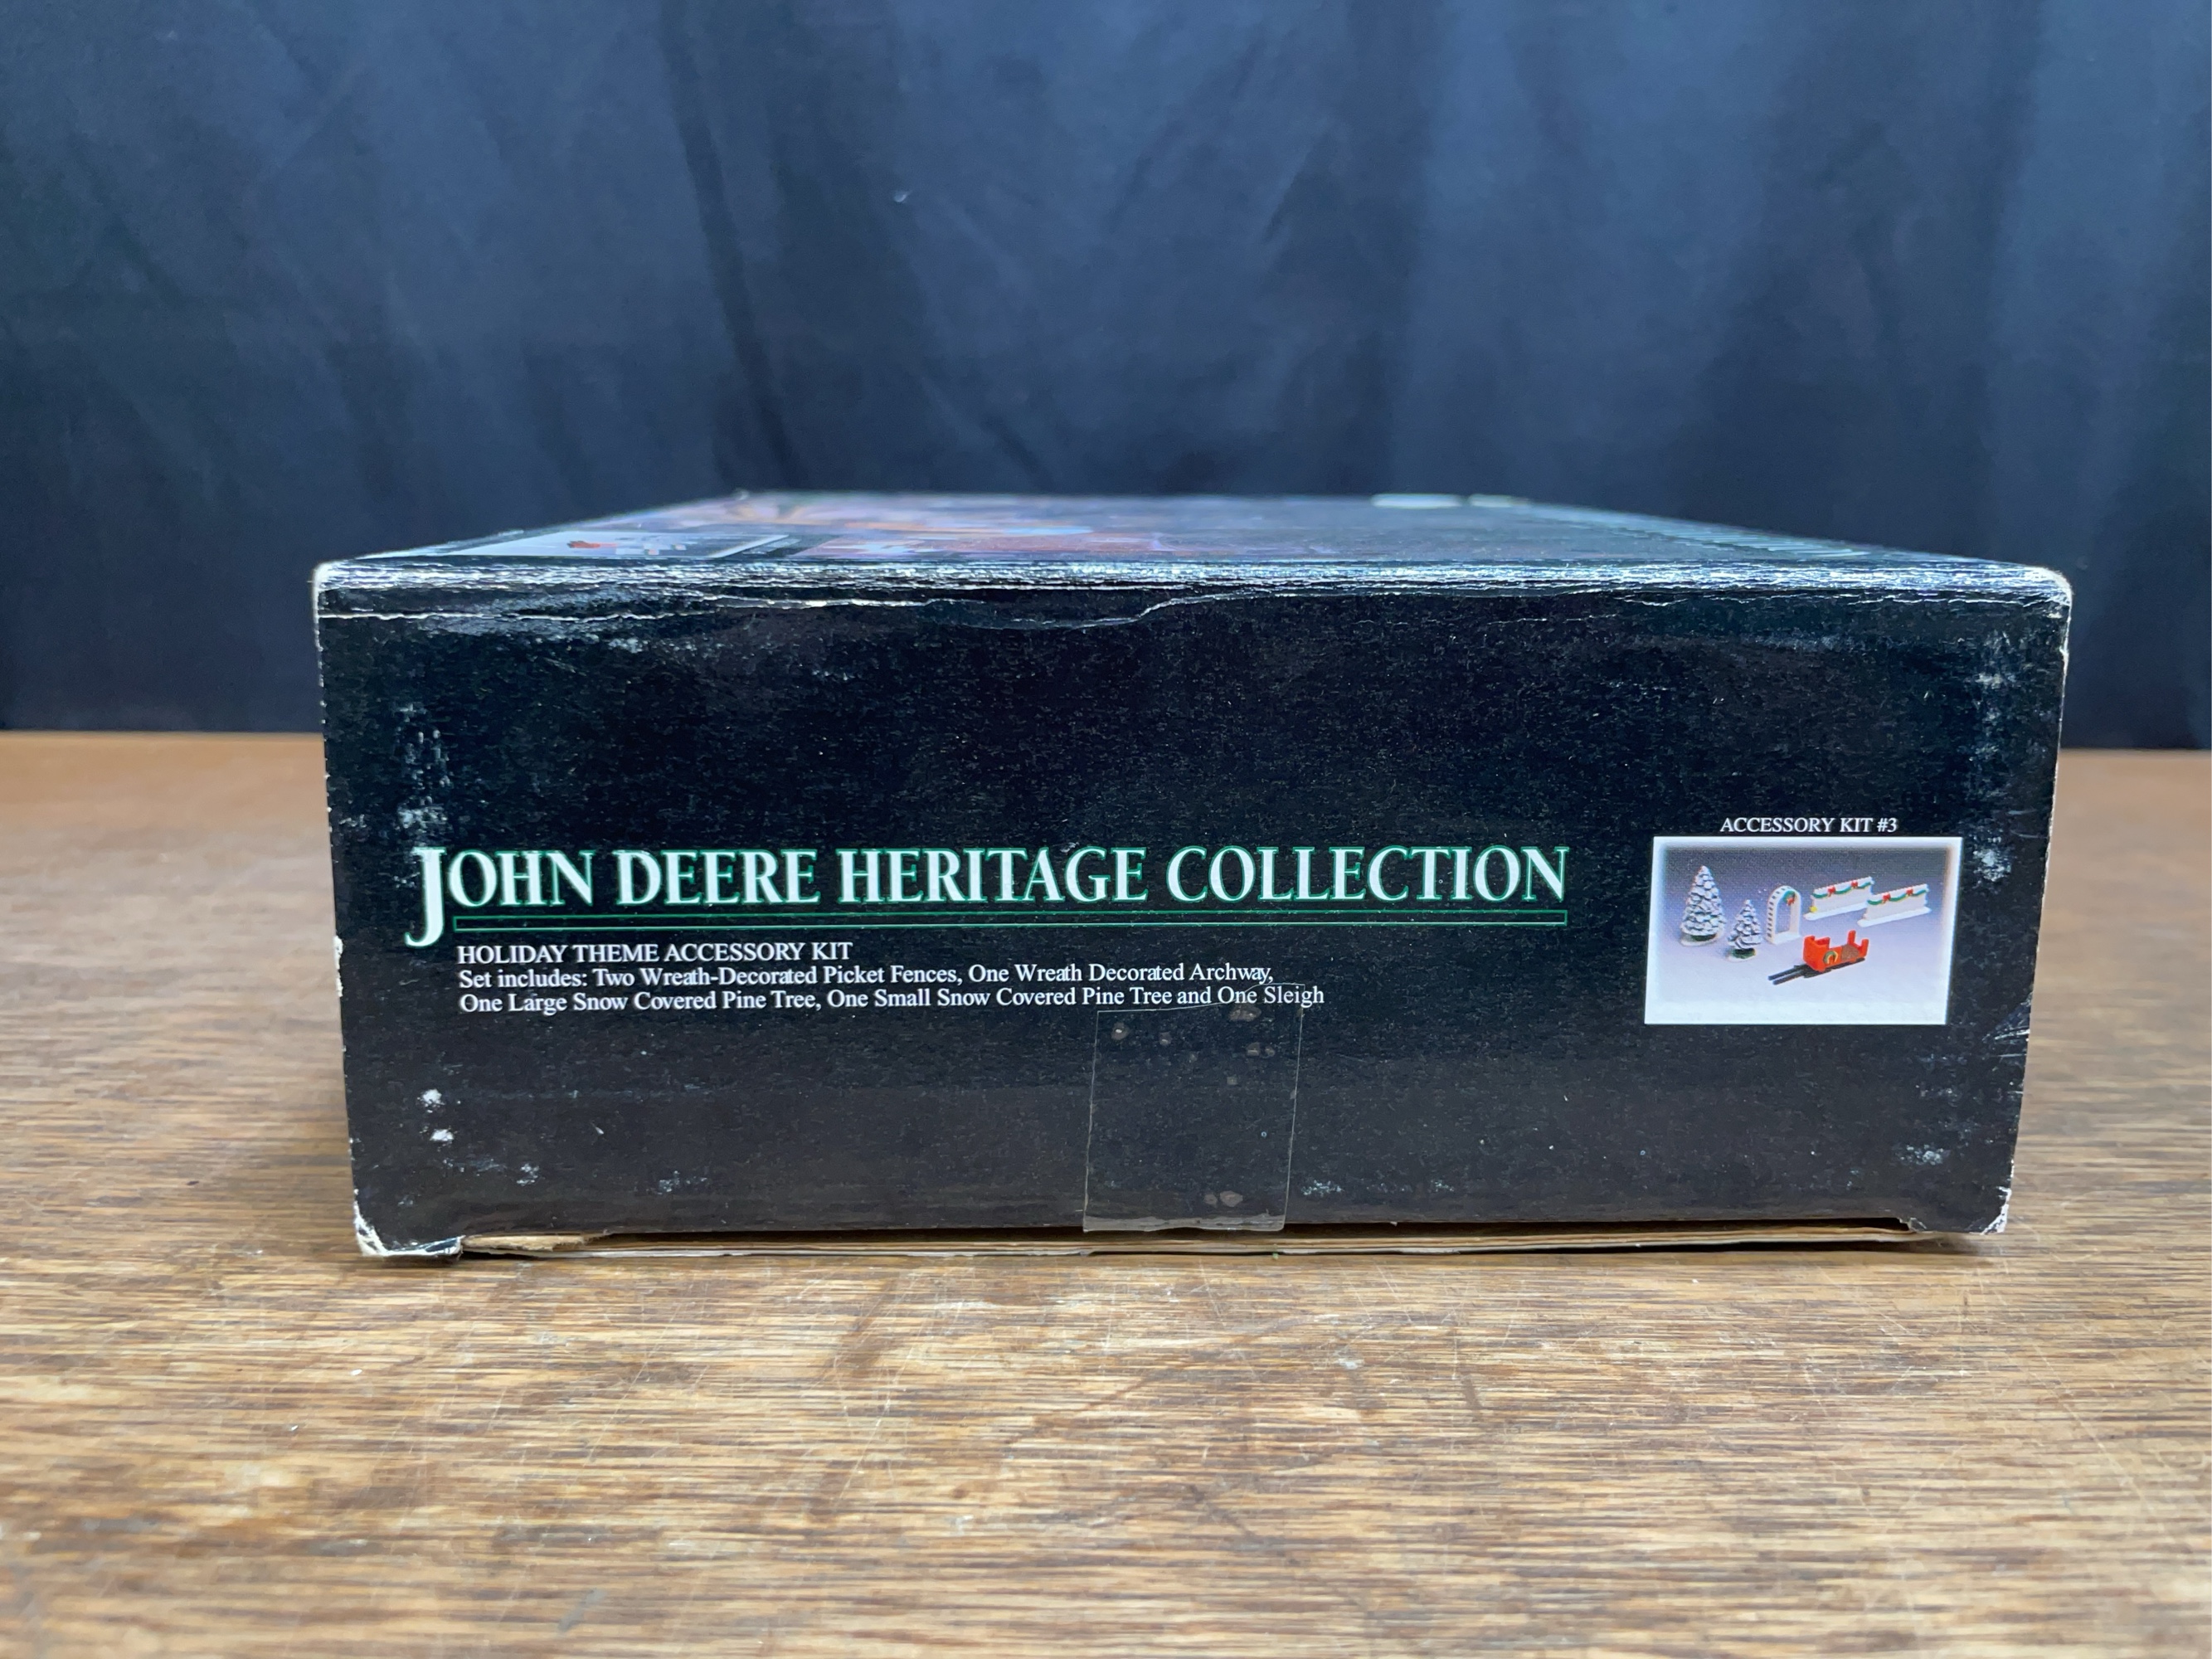 JOHN DEERE HERITAGE COLLECTION
HOLIDAY THEME ACCESSORY KIT
Set includes: Two Wreath-Decorated Picket Fences, One Wreath Decorated Archway,
One Large Snow Covered Pine Tree, One Small Snow Covered Pine Tree and One Sleigh
ACCESSORY KIT #3